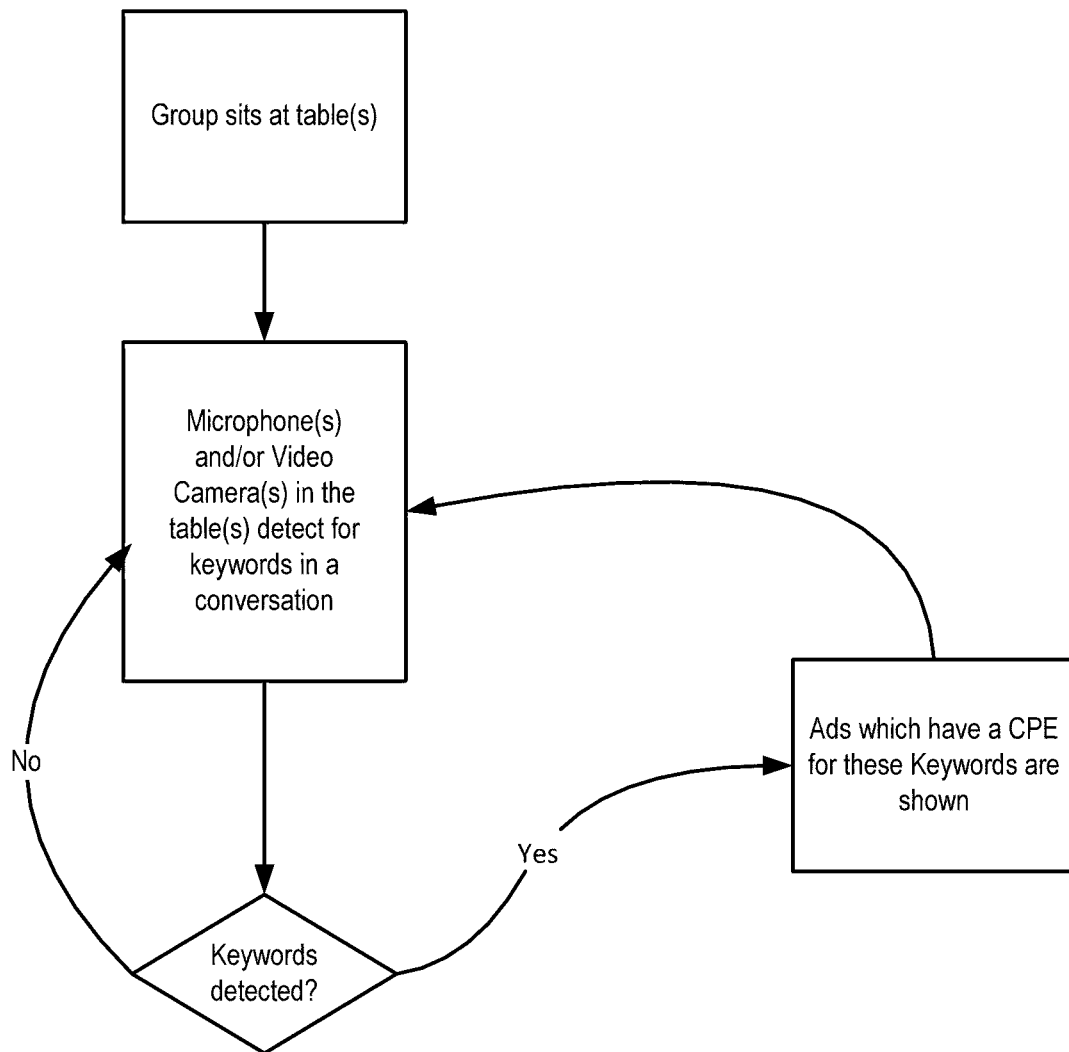 Group sits at table(s)
Microphone(s)
and/or Video
Camera(s) in the
table(s) detect for
keywords in a
conversation
No
Ads which have a CPE
for these Keywords are
shown
Yes
Keywords
detected?